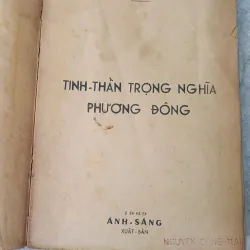 TINH-THẦN TRỌNG NGHĨA
PHƯƠNG ĐÔNG
ÁNH-SÁNG
XUẤT-BẢN